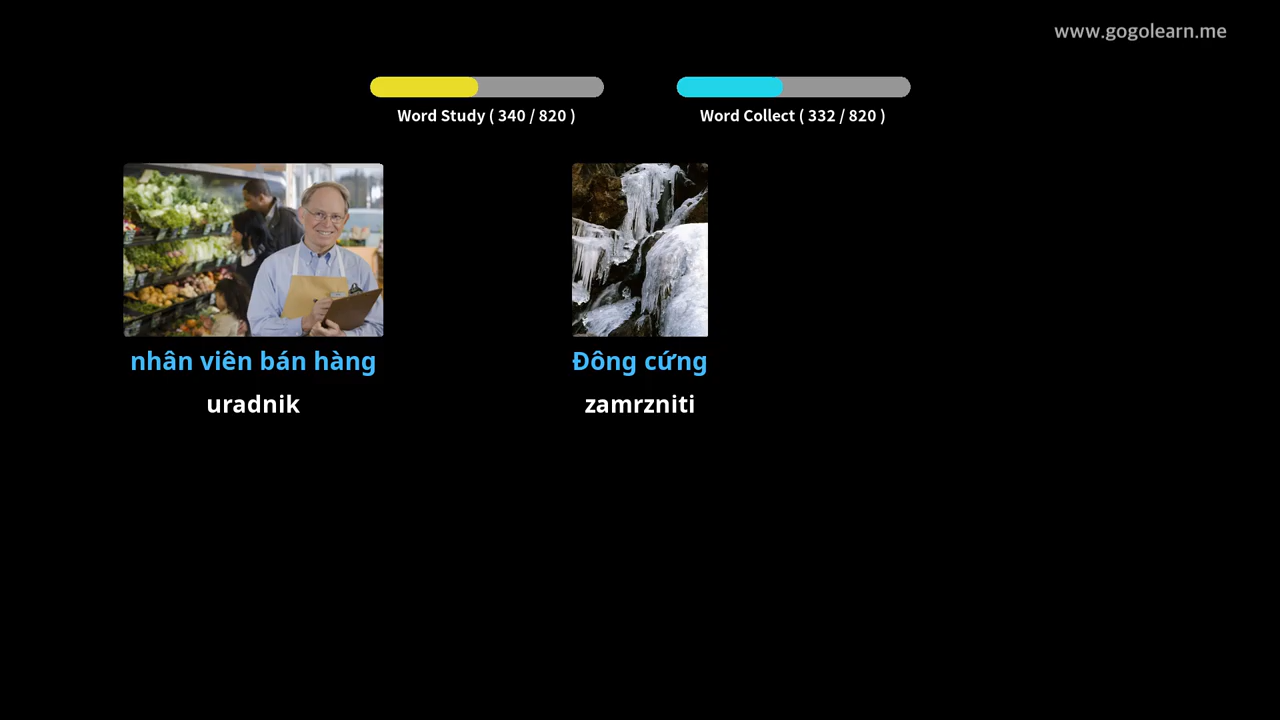 www.gogolearn.me
Word Study ( 340 / 820 )
Word Collect ( 332 / 820 )
nhân viên bán hàng
Đông cứng
uradnik
zamrzniti